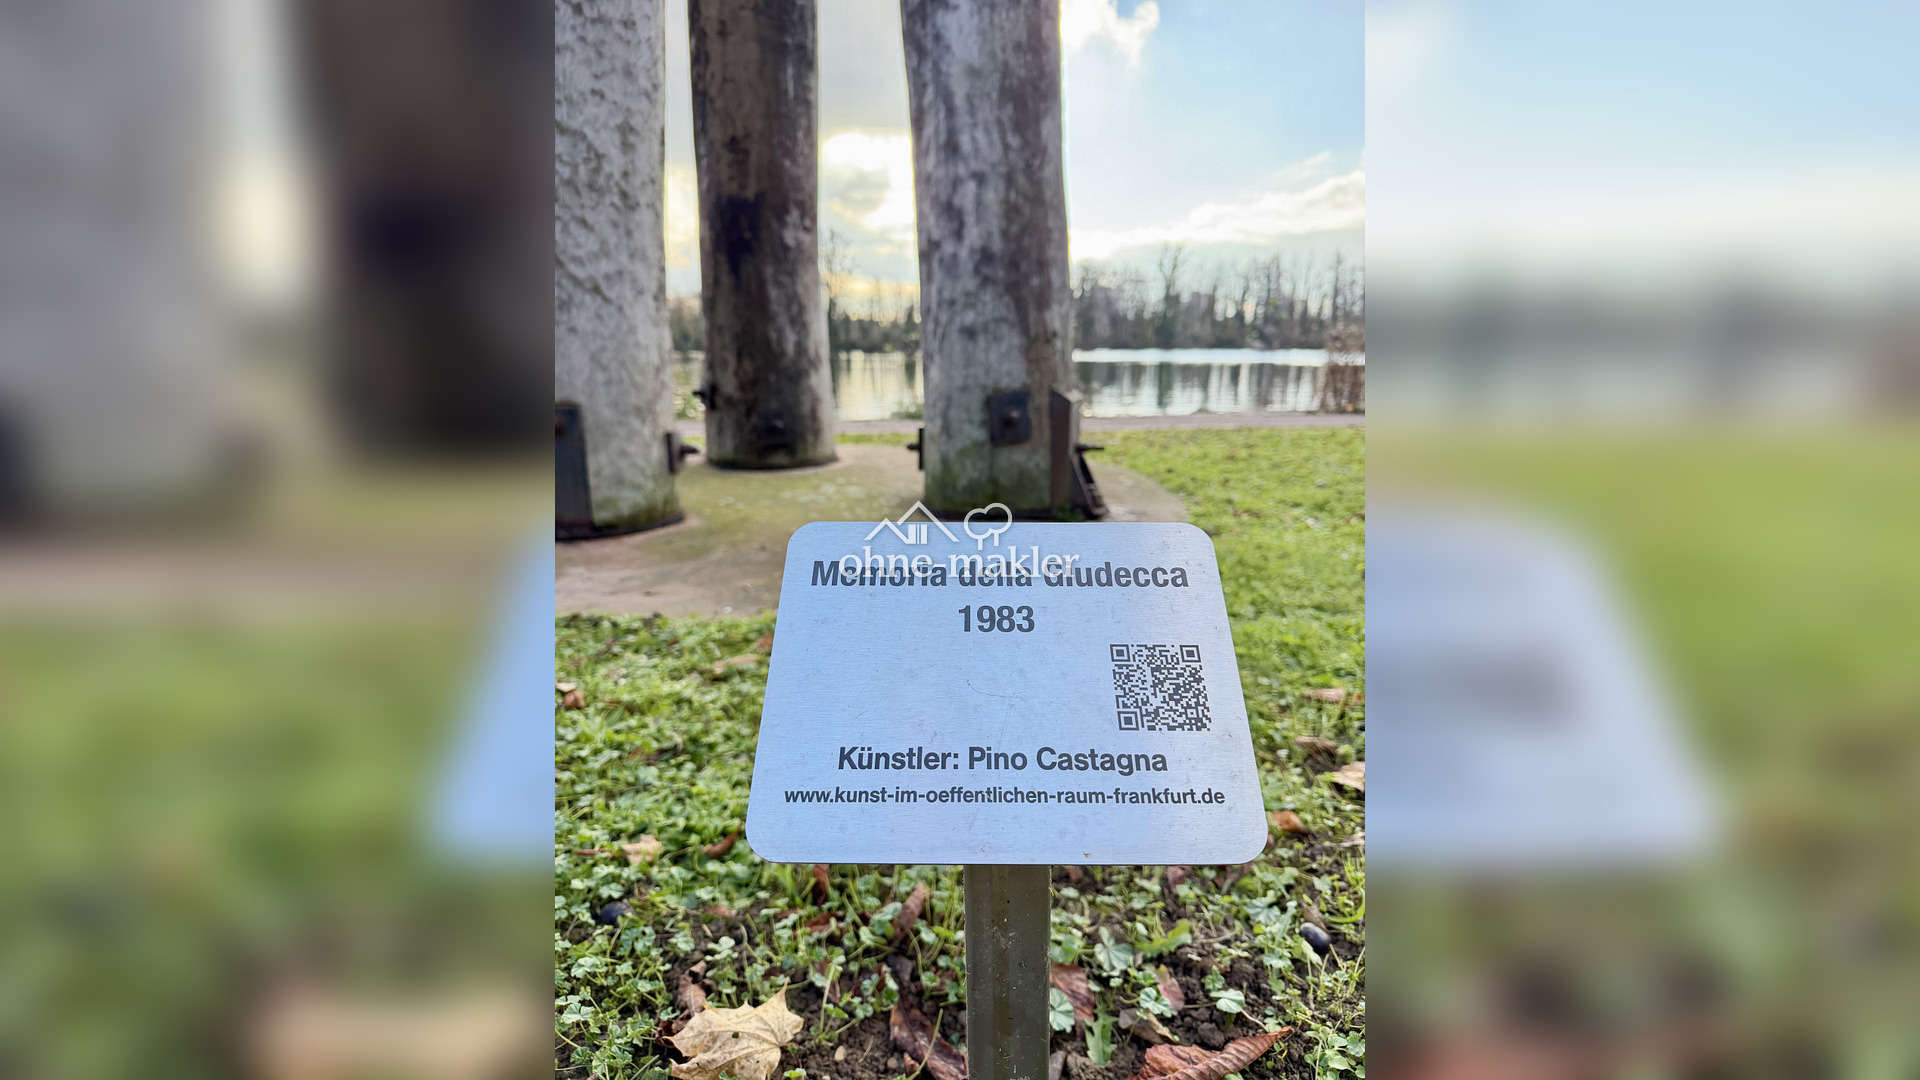 ohne-makler
Memoria della Giudecca
1983
Künstler: Pino Castagna
www.kunst-im-oeffentlichen-raum-frankfurt.de